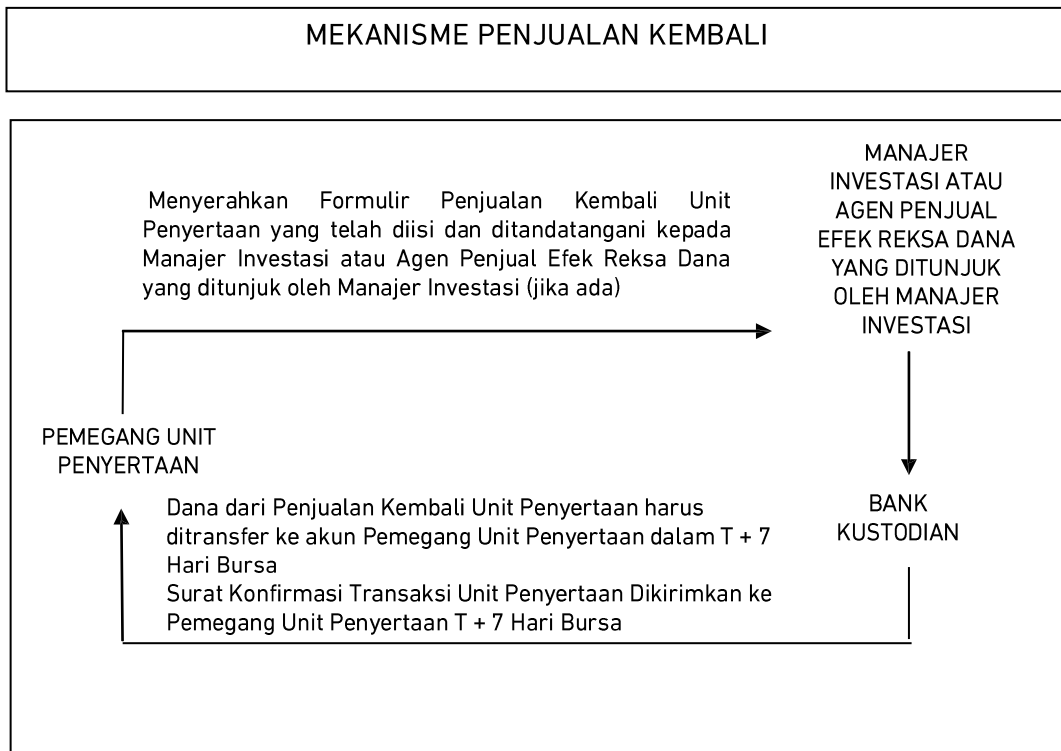 MEKANISME PENJUALAN KEMBALI
MANAJER
INVESTASI ATAU
AGEN PENJUAL
EFEK REKSA DANA
YANG DITUNJUK
OLEH MANAJER
INVESTASI
Menyerahkan Formulir Penjualan Kembali Unit
Penyertaan yang telah diisi dan ditandatangani kepada
Manajer Investasi atau Agen Penjual Efek Reksa Dana
yang ditunjuk oleh Manajer Investasi (jika ada)
PEMEGANG UNIT
PENYERTAAN
Dana dari Penjualan Kembali Unit Penyertaan harus
ditransfer ke akun Pemegang Unit Penyertaan dalam T + 7
Hari Bursa
Surat Konfirmasi Transaksi Unit Penyertaan Dikirimkan ke
Pemegang Unit Penyertaan T + 7 Hari Bursa
BANK
KUSTODIAN